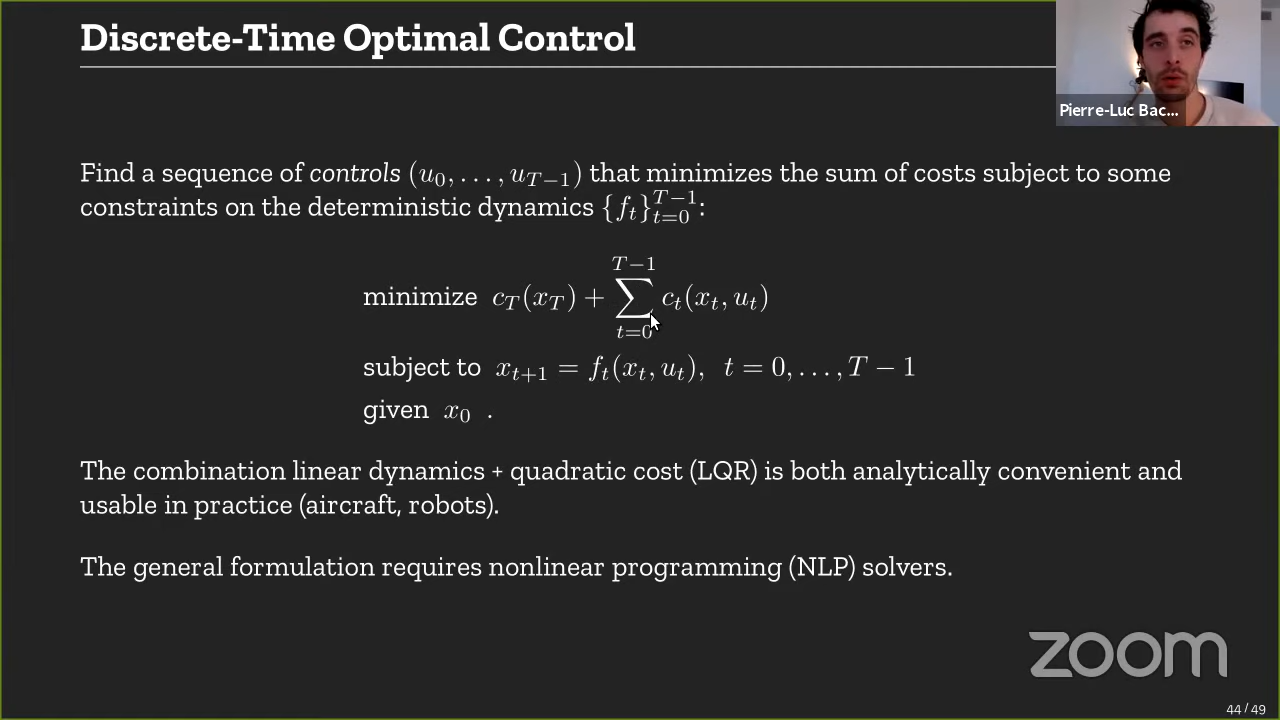 Discrete-Time Optimal Control
Pierre-Luc Bac...
Find a sequence of controls (u_0, …, u_{T−1}) that minimizes the sum of costs subject to some
constraints on the deterministic dynamics {f_t}_{t=0}^{T−1}:
minimize c_T(x_T) + ∑_{t=0}^{T−1} c_t(x_t, u_t)
subject to x_{t+1} = f_t(x_t, u_t), t = 0, …, T − 1
given x_0 .
The combination linear dynamics + quadratic cost (LQR) is both analytically convenient and
usable in practice (aircraft, robots).
The general formulation requires nonlinear programming (NLP) solvers.
zoom
44 / 49